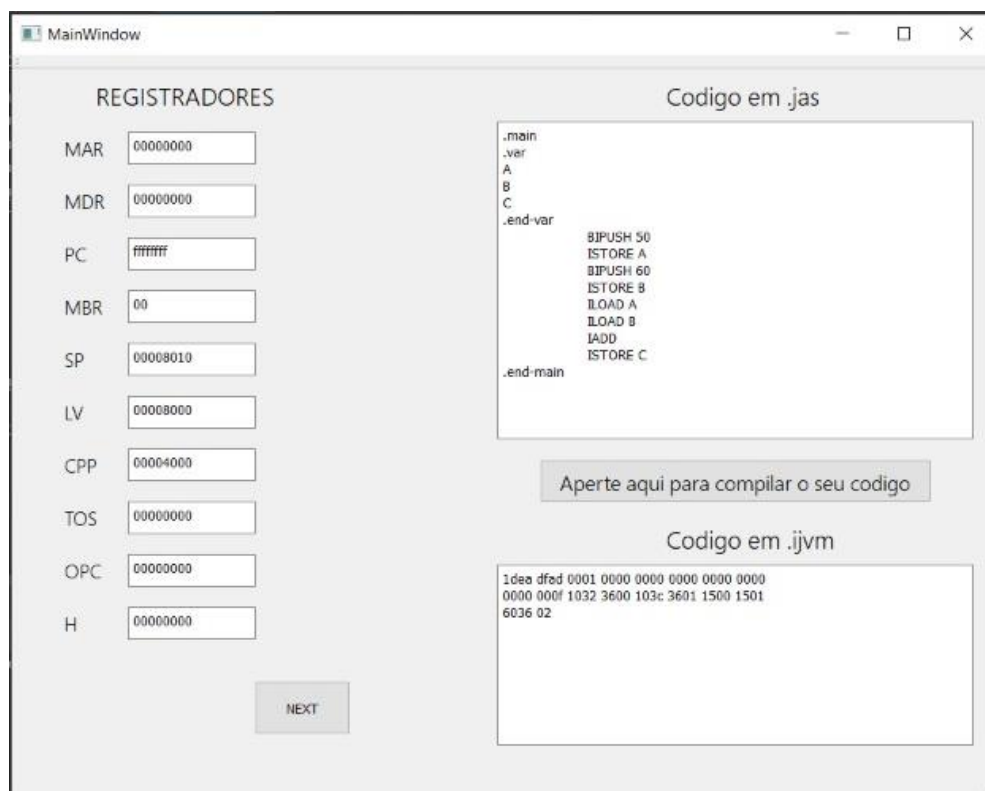 MainWindow
REGISTRADORES
MAR 00000000
MDR 00000000
PC ffffffff
MBR 00
SP 00008010
LV 00008000
CPP 00004000
TOS 00000000
OPC 00000000
H 00000000
NEXT
Codigo em .jas
.main
.var
A
B
C
.end-var
BIPUSH 50
ISTORE A
BIPUSH 60
ISTORE B
ILOAD A
ILOAD B
IADD
ISTORE C
.end-main
Aperte aqui para compilar o seu codigo
Codigo em .ijvm
1dea dfad 0001 0000 0000 0000 0000 0000
0000 000f 1032 3600 103c 3601 1500 1501
6036 02